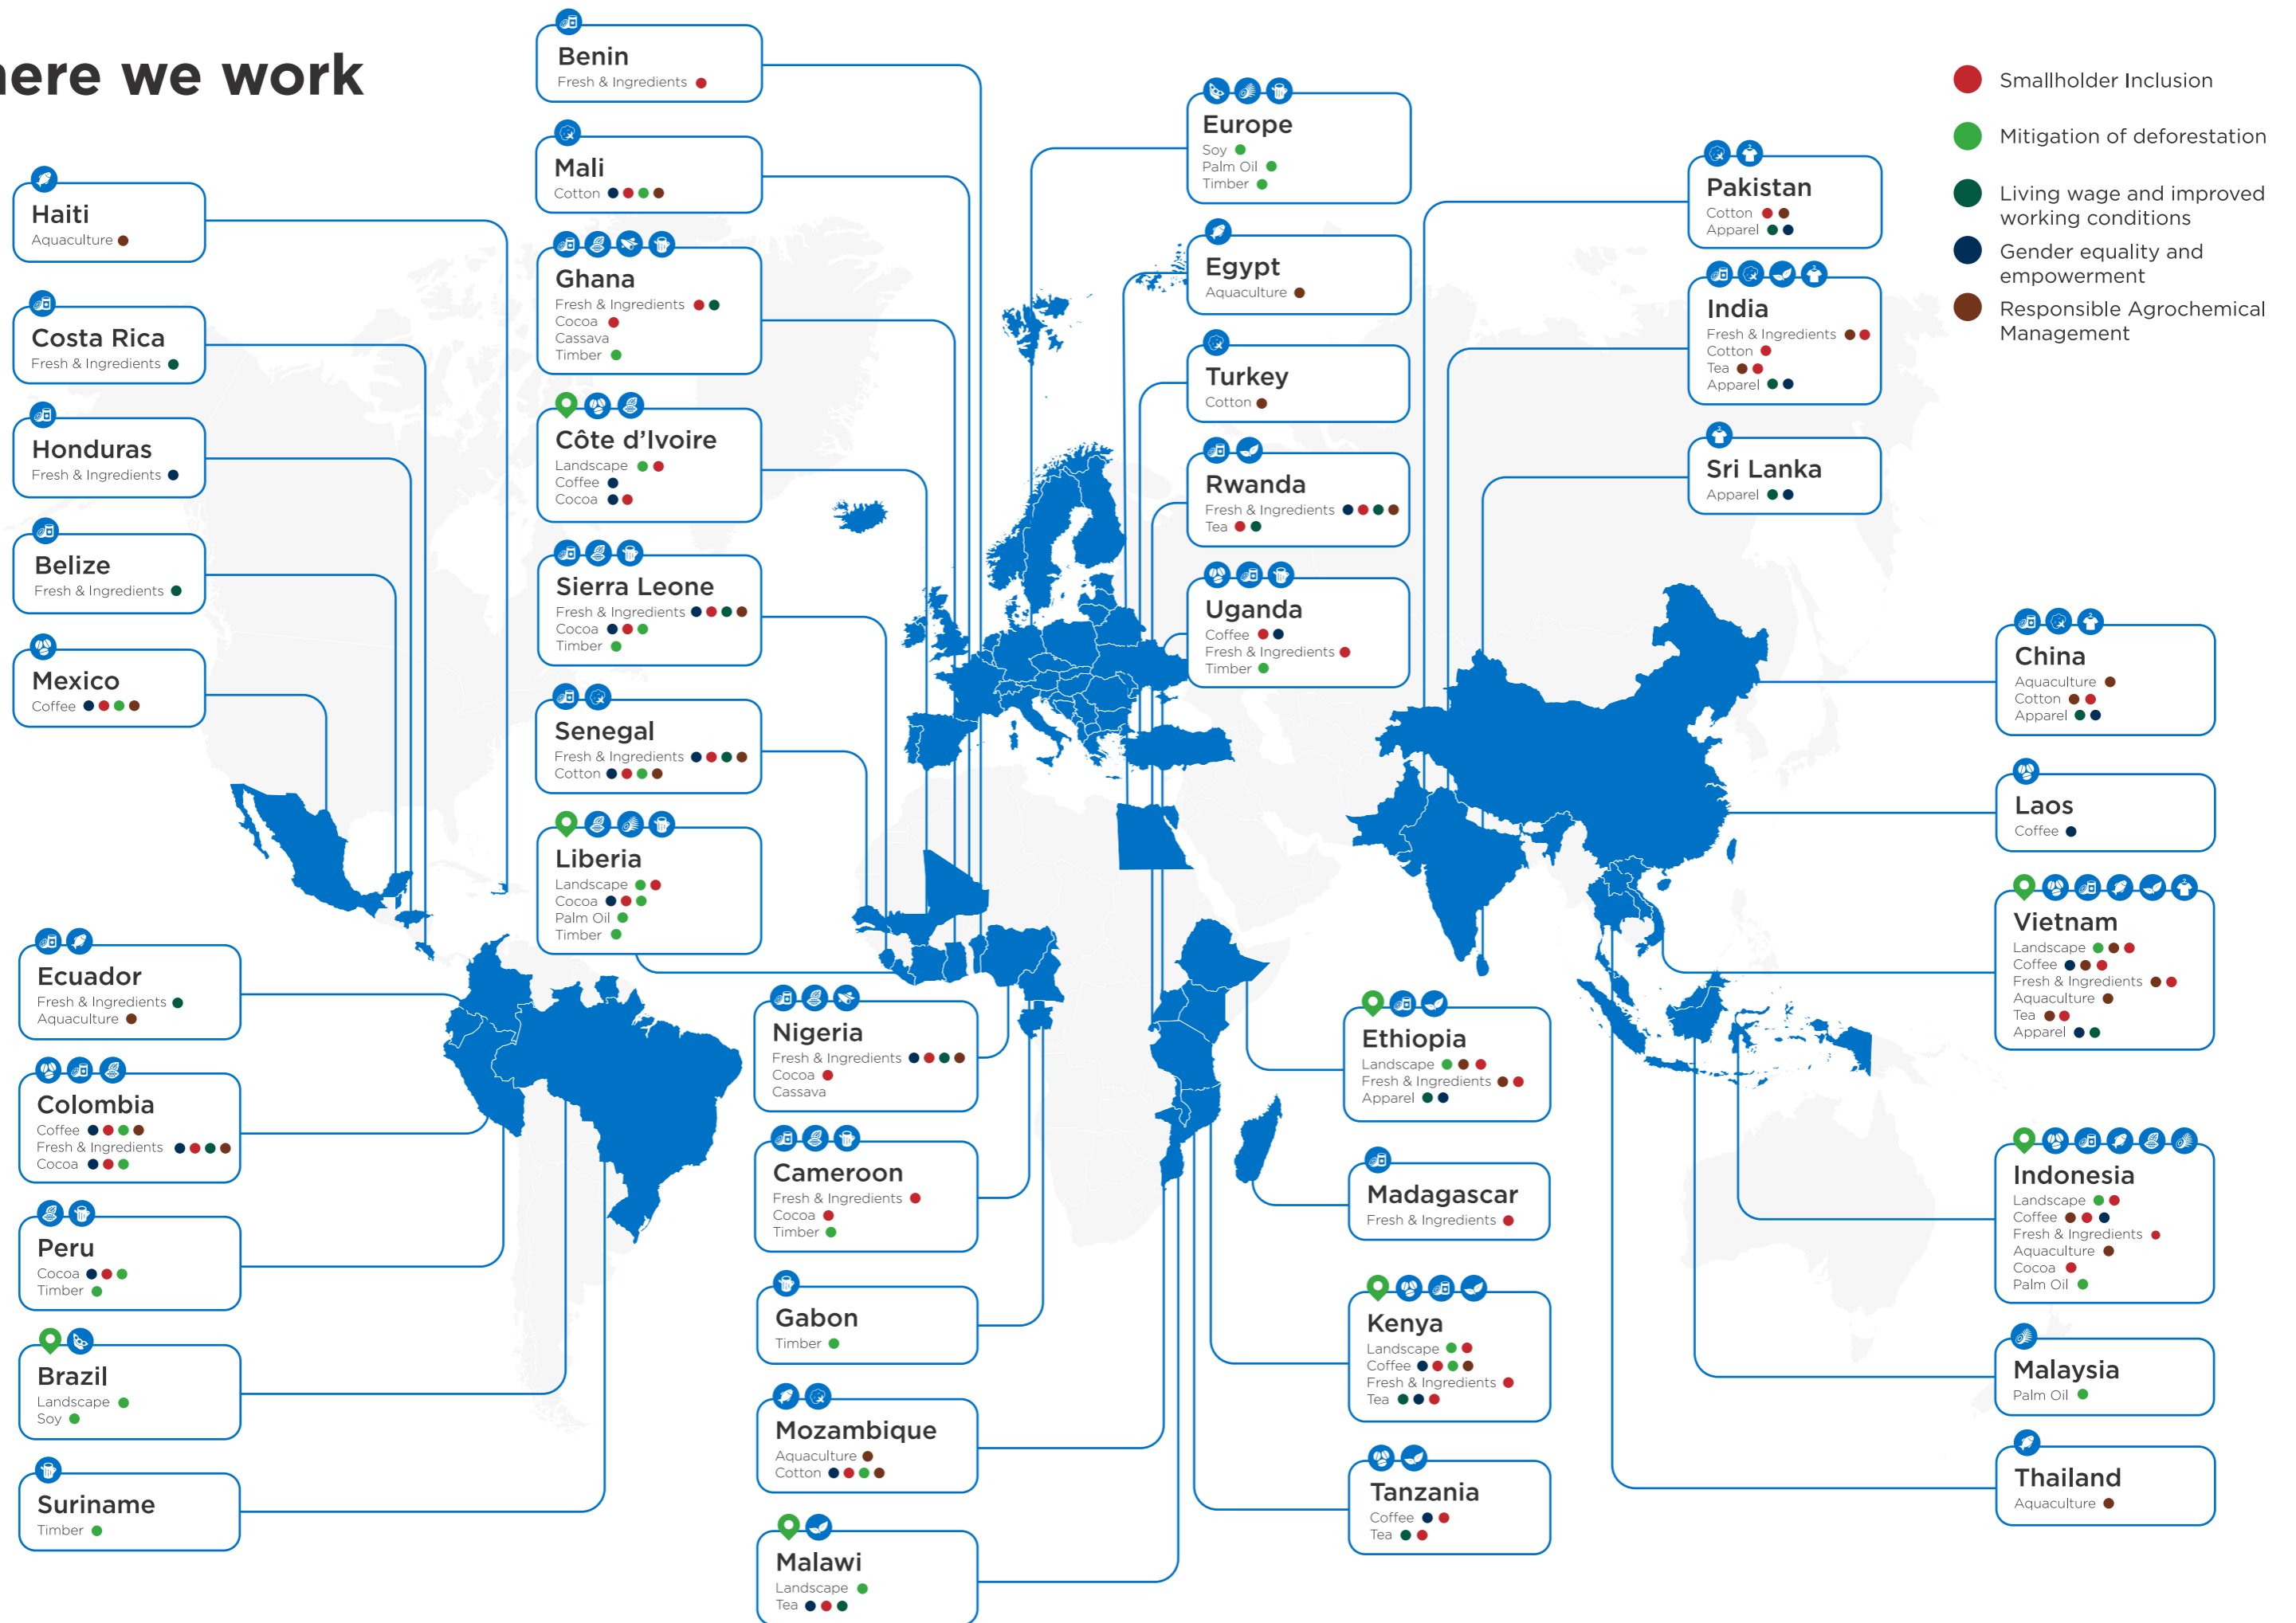 here we work
Haiti
Aquaculture
Costa Rica
Fresh & Ingredients
Honduras
Fresh & Ingredients
Belize
Fresh & Ingredients
Mexico
Coffee
Ecuador
Fresh & Ingredients
Aquaculture
Colombia
Coffee
Fresh & Ingredients
Cocoa
Peru
Cocoa
Timber
Brazil
Landscape
Soy
Suriname
Timber
Benin
Fresh & Ingredients
Mali
Cotton
Ghana
Fresh & Ingredients
Cocoa
Cassava
Timber
Côte d’Ivoire
Landscape
Coffee
Cocoa
Sierra Leone
Fresh & Ingredients
Cocoa
Timber
Senegal
Fresh & Ingredients
Cotton
Liberia
Landscape
Cocoa
Palm Oil
Timber
Nigeria
Fresh & Ingredients
Cocoa
Cassava
Cameroon
Fresh & Ingredients
Cocoa
Timber
Gabon
Timber
Mozambique
Aquaculture
Cotton
Malawi
Landscape
Tea
Europe
Soy
Palm Oil
Timber
Egypt
Aquaculture
Turkey
Cotton
Rwanda
Fresh & Ingredients
Tea
Uganda
Coffee
Fresh & Ingredients
Timber
Ethiopia
Landscape
Fresh & Ingredients
Apparel
Madagascar
Fresh & Ingredients
Kenya
Landscape
Coffee
Fresh & Ingredients
Tea
Tanzania
Coffee
Tea
Pakistan
Cotton
Apparel
India
Fresh & Ingredients
Cotton
Tea
Apparel
Sri Lanka
Apparel
Smallholder Inclusion
Mitigation of deforestation
Living wage and improved
working conditions
Gender equality and
empowerment
Responsible Agrochemical
Management
China
Aquaculture
Cotton
Apparel
Laos
Coffee
Vietnam
Landscape
Coffee
Fresh & Ingredients
Aquaculture
Tea
Apparel
Indonesia
Landscape
Coffee
Fresh & Ingredients
Aquaculture
Cocoa
Palm Oil
Malaysia
Palm Oil
Thailand
Aquaculture